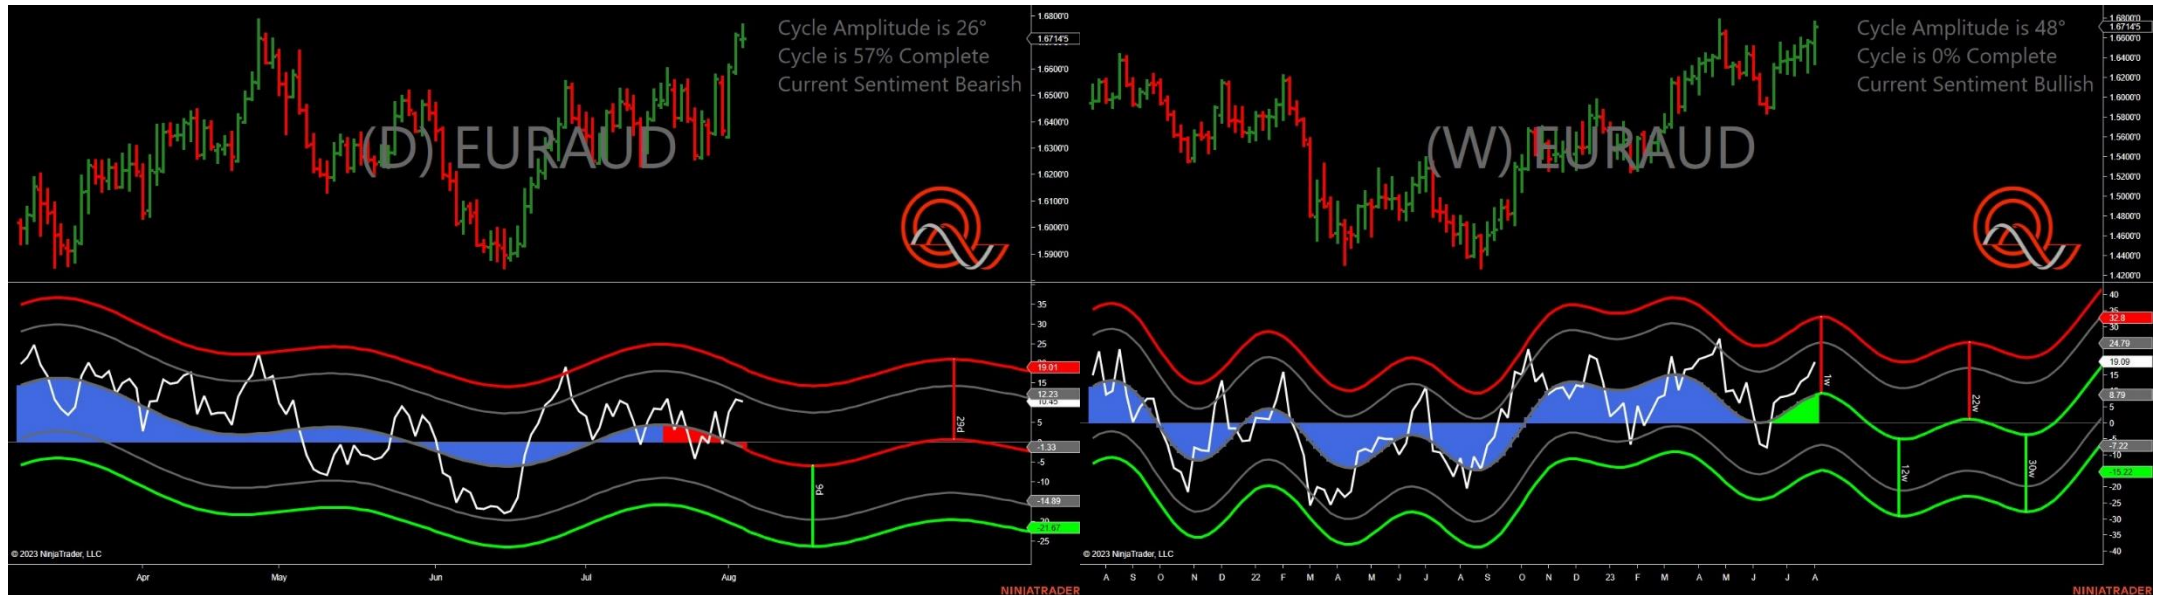 Cycle Amplitude is 26°
Cycle is 57% Complete
Current Sentiment Bearish
(D) EURAUD
1.6800'0
1.6714'5
1.6600'0
1.6500'0
1.6400'0
1.6300'0
1.6200'0
1.6100'0
1.6000'0
1.5900'0
35
30
25
19.01
15
12.23
10.45
5
-1.33
-5
-10
-14.89
-21.67
-25
29d
9d
© 2023 NinjaTrader, LLC
Apr
May
Jun
Jul
Aug
NINJATRADER
Cycle Amplitude is 48°
Cycle is 0% Complete
Current Sentiment Bullish
(W) EURAUD
1.6800'0
1.6714'5
1.6600'0
1.6400'0
1.6200'0
1.6000'0
1.5800'0
1.5600'0
1.5400'0
1.5200'0
1.5000'0
1.4800'0
1.4600'0
1.4400'0
1.4200'0
40
32.8
30
24.79
19.09
15
8.79
5
0
-5
-7.22
-10
-15.22
-20
-25
-30
-35
-40
1w
12w
22w
30w
© 2023 NinjaTrader, LLC
A S O N D 22 F M A M J J A S O N D 23 F M A M J J A
NINJATRADER